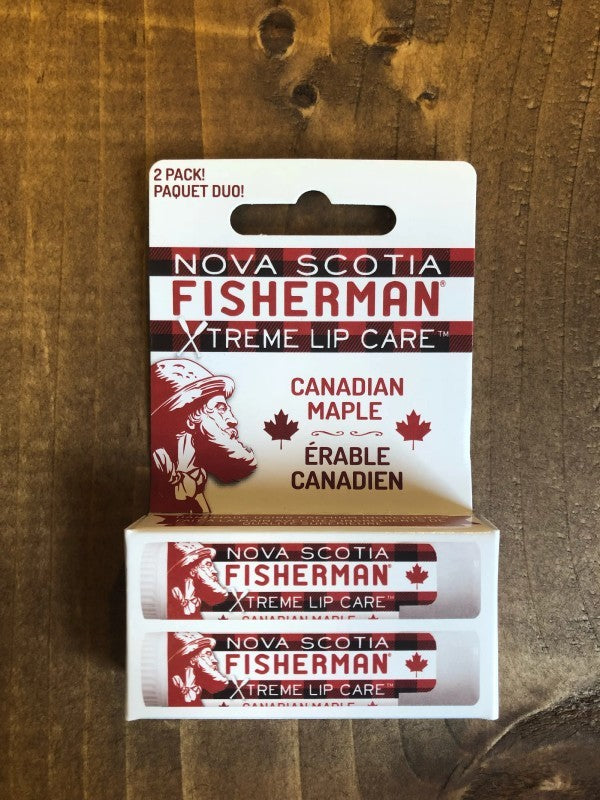 2 PACK!
PAQUET DUO!
NOVA SCOTIA
FISHERMAN®
XTREME LIP CARE™
CANADIAN
MAPLE
ÉRABLE
CANADIEN
NOVA SCOTIA
FISHERMAN®
XTREME LIP CARE™
CANADIAN MAPLE
NOVA SCOTIA
FISHERMAN®
XTREME LIP CARE™
CANADIAN MAPLE